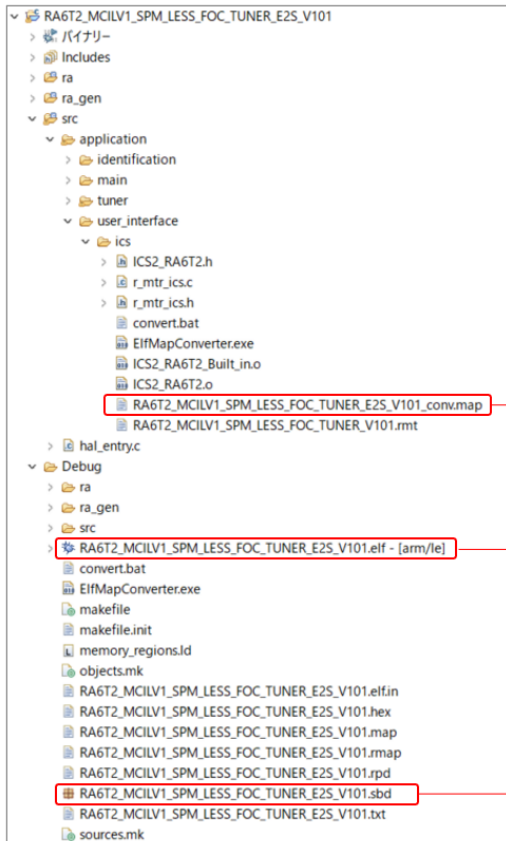 RA6T2_MCILV1_SPM_LESS_FOC_TUNER_E2S_V101
バイナリー
Includes
ra
ra_gen
src
application
identification
main
tuner
user_interface
ics
ICS2_RA6T2.h
r_mtr_ics.c
r_mtr_ics.h
convert.bat
ElfMapConverter.exe
ICS2_RA6T2_Built_in.o
ICS2_RA6T2.o
RA6T2_MCILV1_SPM_LESS_FOC_TUNER_E2S_V101_conv.map
RA6T2_MCILV1_SPM_LESS_FOC_TUNER_V101.rmt
hal_entry.c
Debug
ra
ra_gen
src
RA6T2_MCILV1_SPM_LESS_FOC_TUNER_E2S_V101.elf - [arm/le]
convert.bat
ElfMapConverter.exe
makefile
makefile.init
memory_regions.ld
objects.mk
RA6T2_MCILV1_SPM_LESS_FOC_TUNER_E2S_V101.elf.in
RA6T2_MCILV1_SPM_LESS_FOC_TUNER_E2S_V101.hex
RA6T2_MCILV1_SPM_LESS_FOC_TUNER_E2S_V101.map
RA6T2_MCILV1_SPM_LESS_FOC_TUNER_E2S_V101.rmap
RA6T2_MCILV1_SPM_LESS_FOC_TUNER_E2S_V101.rpd
RA6T2_MCILV1_SPM_LESS_FOC_TUNER_E2S_V101.sbd
RA6T2_MCILV1_SPM_LESS_FOC_TUNER_E2S_V101.txt
sources.mk